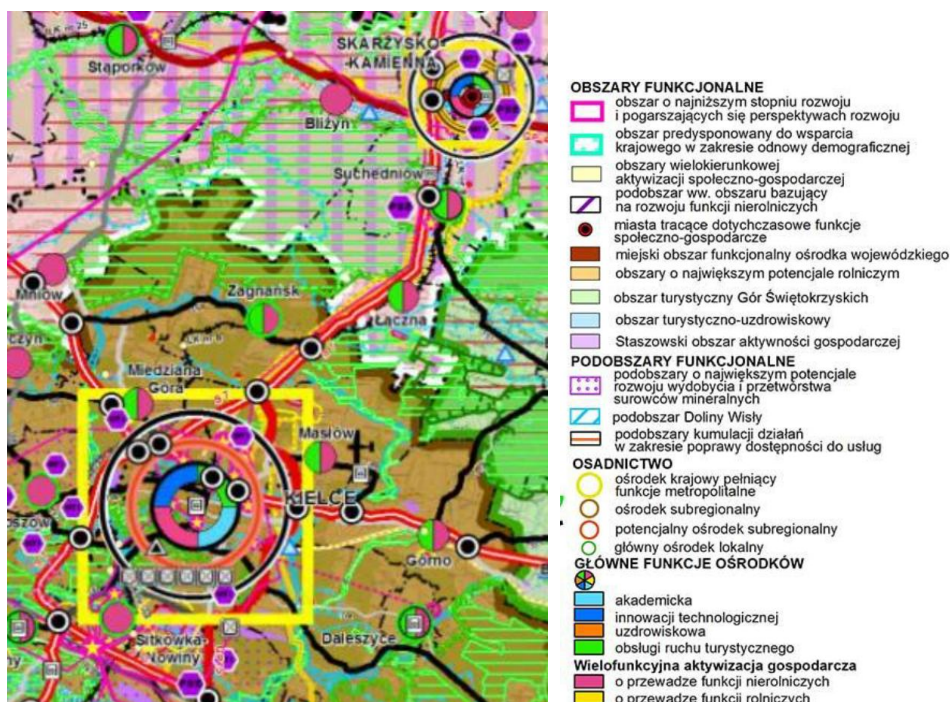 SKARŻYSKO-
-KAMIENNA
Stąporków
Bliżyn
Suchedniów
Mniów
Zagnańsk
Łączna
Miedziana
Góra
Masłów
KIELCE
Górno
Sitkówka-
Nowiny
Daleszyce
OBSZARY FUNKCJONALNE
obszar o najniższym stopniu rozwoju
i pogarszających się perspektywach rozwoju
obszar predysponowany do wsparcia
krajowego w zakresie odnowy demograficznej
obszary wielokierunkowej
aktywizacji społeczno-gospodarczej
podobszar ww. obszaru bazujący
na rozwoju funkcji nierolniczych
miasta tracące dotychczasowe funkcje
społeczno-gospodarcze
miejski obszar funkcjonalny ośrodka wojewódzkiego
obszary o największym potencjale rolniczym
obszar turystyczny Gór Świętokrzyskich
obszar turystyczno-uzdrowiskowy
Staszowski obszar aktywności gospodarczej
PODOBSZARY FUNKCJONALNE
podobszary o największym potencjale
rozwoju wydobycia i przetwórstwa
surowców mineralnych
podobszar Doliny Wisły
podobszary kumulacji działań
w zakresie poprawy dostępności do usług
OSADNICTWO
ośrodek krajowy pełniący
funkcje metropolitalne
ośrodek subregionalny
potencjalny ośrodek subregionalny
główny ośrodek lokalny
GŁÓWNE FUNKCJE OŚRODKÓW
akademicka
innowacji technologicznej
uzdrowiskowa
obsługi ruchu turystycznego
Wielofunkcyjna aktywizacja gospodarcza
o przewadze funkcji nierolniczych
o przewadze funkcji rolniczych